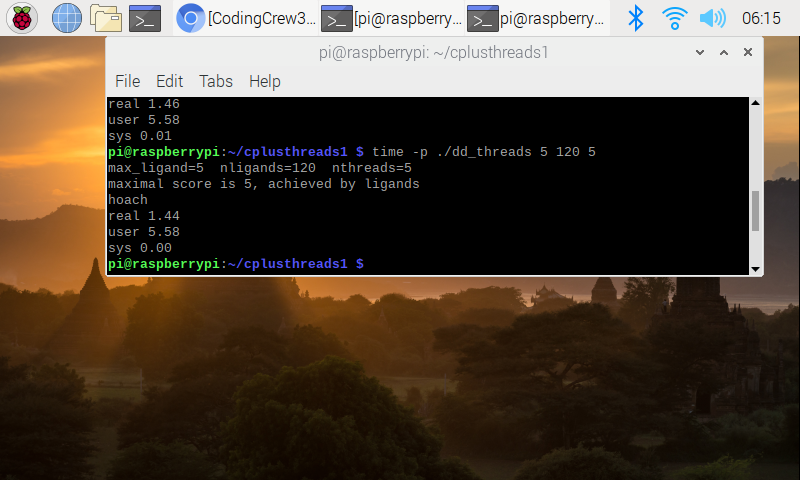 [CodingCrew3... [pi@raspberry... pi@raspberry... 06:15
pi@raspberrypi: ~/cplusthreads1
File Edit Tabs Help
real 1.46
user 5.58
sys 0.01
pi@raspberrypi:~/cplusthreads1 $ time -p ./dd_threads 5 120 5
max_ligand=5  nligands=120  nthreads=5
maximal score is 5, achieved by ligands
hoach
real 1.44
user 5.58
sys 0.00
pi@raspberrypi:~/cplusthreads1 $